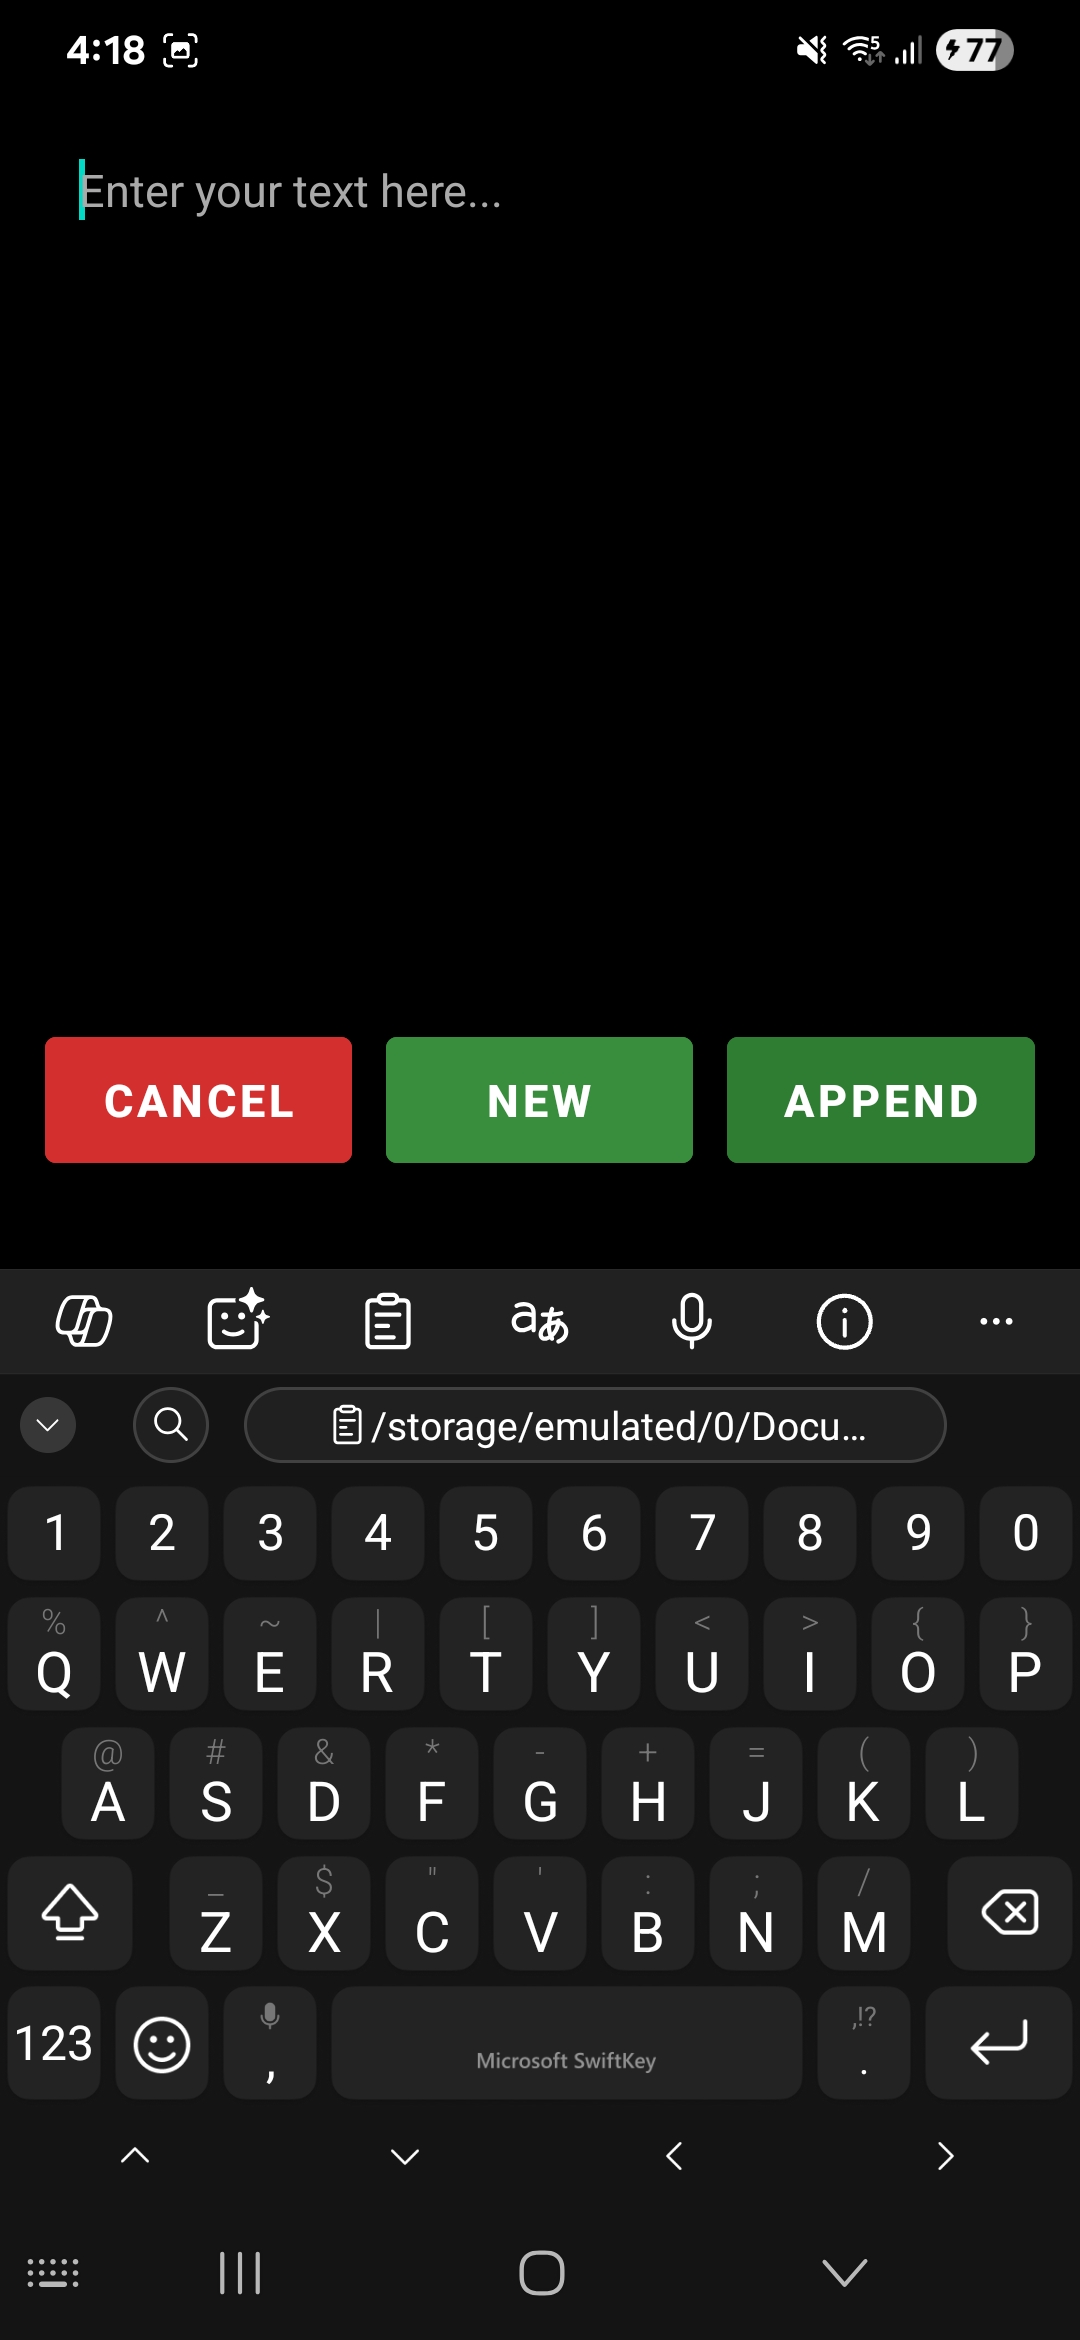 4:18
5
77
Enter your text here...
CANCEL NEW APPEND
aあ
/storage/emulated/0/Docu...
1 2 3 4 5 6 7 8 9 0
% ^ ~ | [ ] < > { }
Q W E R T Y U I O P
@ # & * - + = ( )
A S D F G H J K L
_ $ " ' : ; /
Z X C V B N M
,!?
123 , Microsoft SwiftKey .